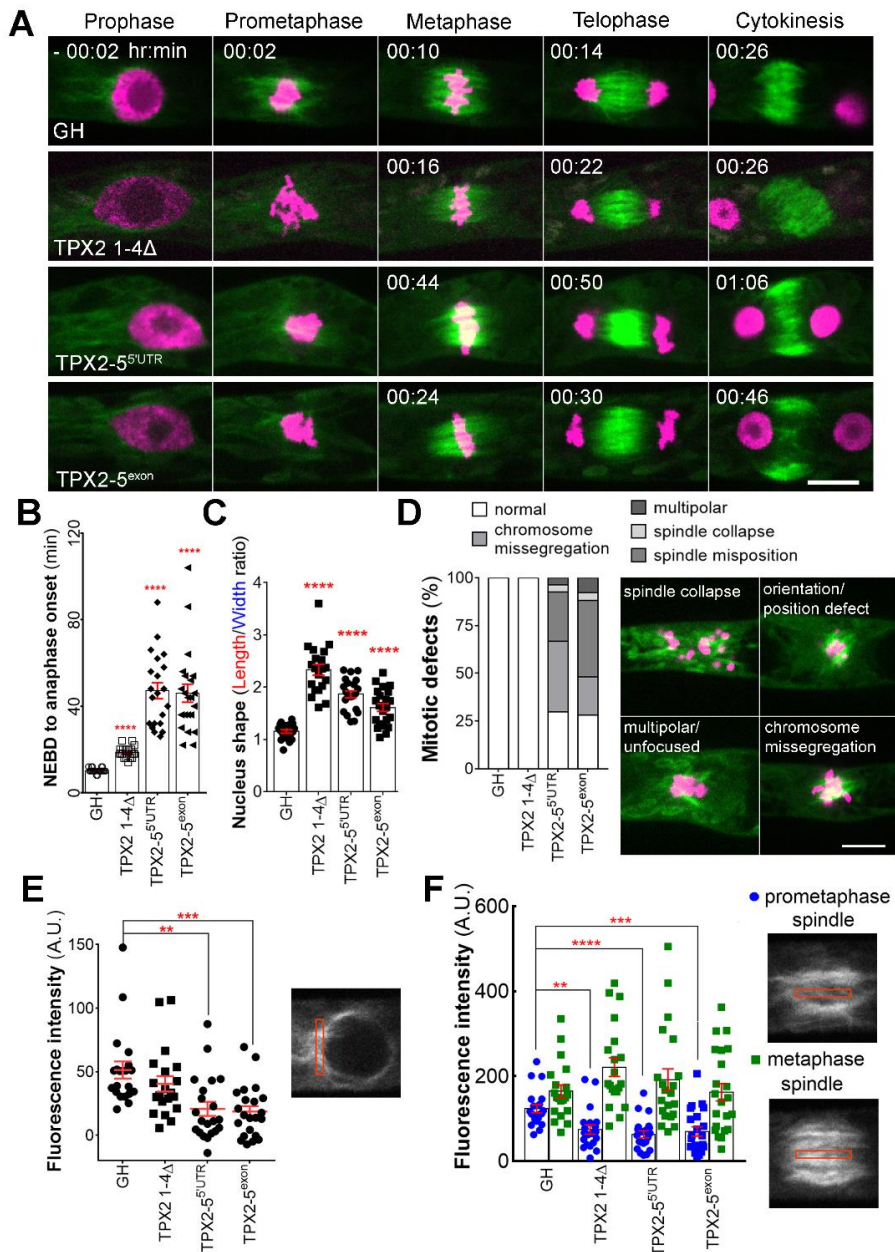 A
Prophase Prometaphase Metaphase Telophase Cytokinesis
- 00:02 hr:min 00:02 00:10 00:14 00:26
GH
00:16 00:22 00:26
TPX2 1-4Δ
00:44 00:50 01:06
TPX2-5^5'UTR
00:24 00:30 00:46
TPX2-5^exon
B
NEBD to anaphase onset (min)
120
80
40
0
**** **** ****
GH
TPX2 1-4Δ
TPX2-5^5'UTR
TPX2-5^exon
C
Nucleus shape (Length/Width ratio)
4
3
2
1
0
**** **** ****
GH
TPX2 1-4Δ
TPX2-5^5'UTR
TPX2-5^exon
D
normal
chromosome
missegregation
multipolar
spindle collapse
spindle misposition
Mitotic defects (%)
100
75
50
25
0
GH
TPX2 1-4Δ
TPX2-5^5'UTR
TPX2-5^exon
spindle collapse
orientation/
position defect
multipolar/
unfocused
chromosome
missegregation
E
Fluorescence intensity (A.U.)
150
100
50
0
***
**
GH
TPX2 1-4Δ
TPX2-5^5'UTR
TPX2-5^exon
F
Fluorescence intensity (A.U.)
600
400
200
0
***
****
**
GH
TPX2 1-4Δ
TPX2-5^5'UTR
TPX2-5^exon
prometaphase
spindle
metaphase
spindle